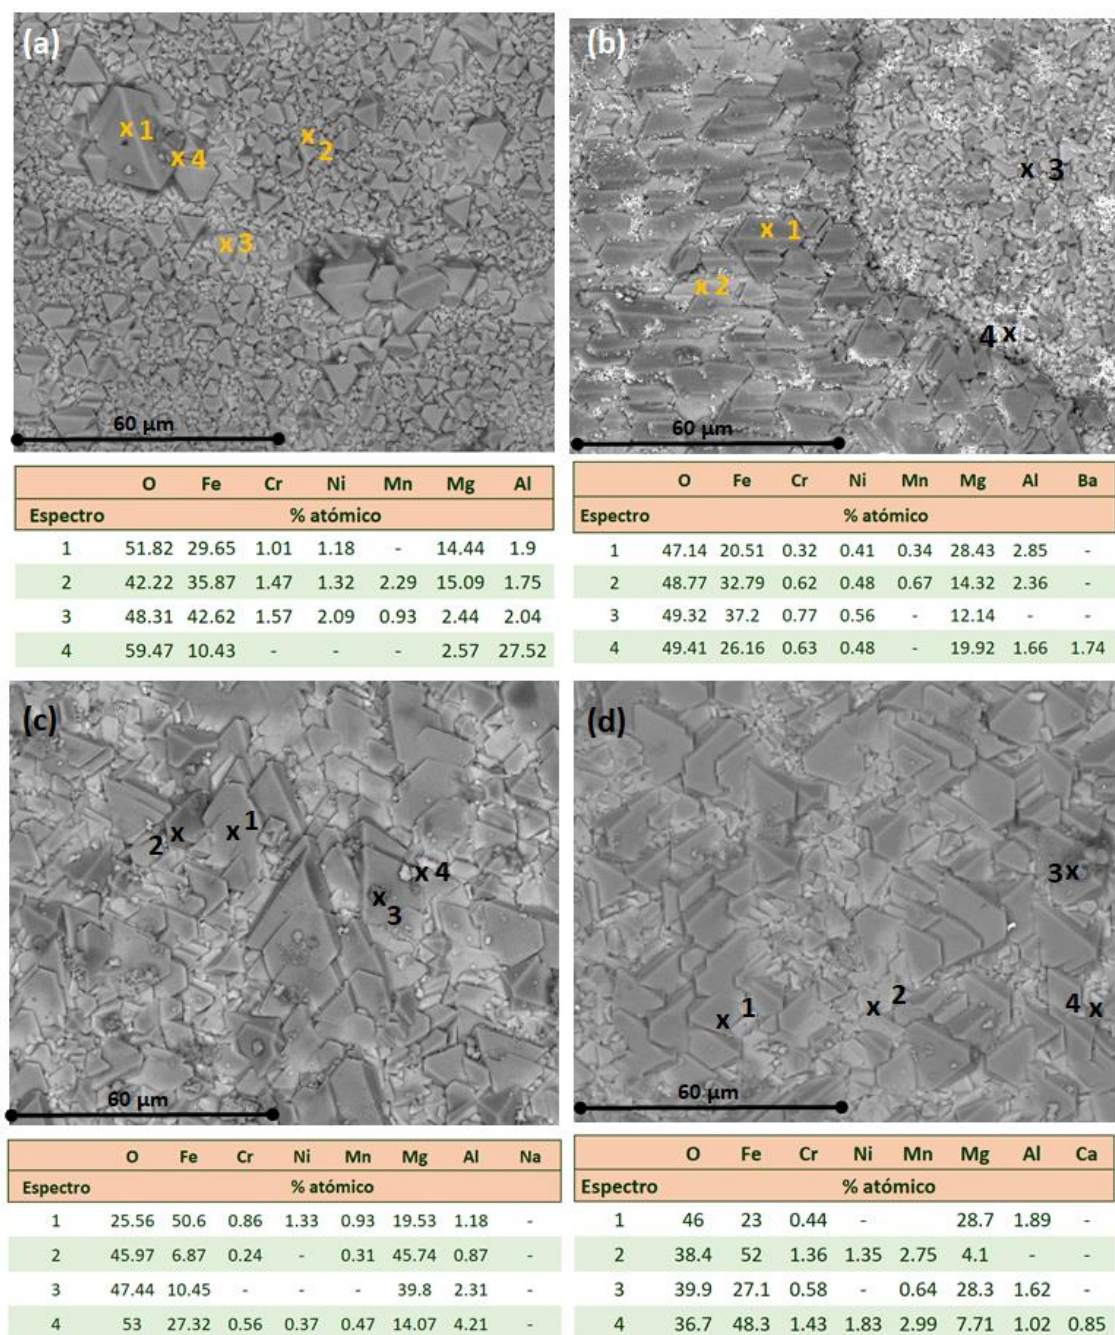 (a)
x 1
x 4
x 2
x 3
60 µm
(b)
x 3
x 1
x 2
4 x
60 µm
O Fe Cr Ni Mn Mg Al
Espectro % atómico
1 51.82 29.65 1.01 1.18 - 14.44 1.9
2 42.22 35.87 1.47 1.32 2.29 15.09 1.75
3 48.31 42.62 1.57 2.09 0.93 2.44 2.04
4 59.47 10.43 - - - 2.57 27.52
O Fe Cr Ni Mn Mg Al Ba
Espectro % atómico
1 47.14 20.51 0.32 0.41 0.34 28.43 2.85 -
2 48.77 32.79 0.62 0.48 0.67 14.32 2.36 -
3 49.32 37.2 0.77 0.56 - 12.14 - -
4 49.41 26.16 0.63 0.48 - 19.92 1.66 1.74
(c)
2 x
x 1
x 4
x 3
60 µm
(d)
3 x
x 1
x 2
4 x
60 µm
O Fe Cr Ni Mn Mg Al Na
Espectro % atómico
1 25.56 50.6 0.86 1.33 0.93 19.53 1.18 -
2 45.97 6.87 0.24 - 0.31 45.74 0.87 -
3 47.44 10.45 - - - 39.8 2.31 -
4 53 27.32 0.56 0.37 0.47 14.07 4.21 -
O Fe Cr Ni Mn Mg Al Ca
Espectro % atómico
1 46 23 0.44 - 28.7 1.89 -
2 38.4 52 1.36 1.35 2.75 4.1 - -
3 39.9 27.1 0.58 - 0.64 28.3 1.62 -
4 36.7 48.3 1.43 1.83 2.99 7.71 1.02 0.85